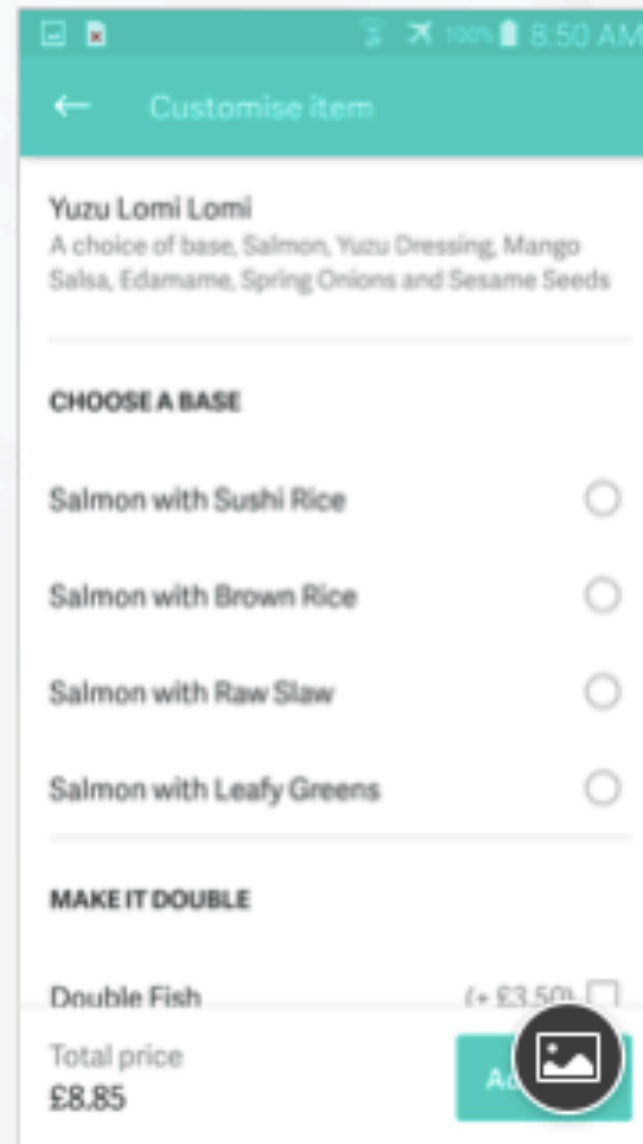 100% 8:50 AM
Customise item
Yuzu Lomi Lomi
A choice of base, Salmon, Yuzu Dressing, Mango
Salsa, Edamame, Spring Onions and Sesame Seeds
CHOOSE A BASE
Salmon with Sushi Rice
Salmon with Brown Rice
Salmon with Raw Slaw
Salmon with Leafy Greens
MAKE IT DOUBLE
Double Fish (+ £3.50)
Total price
£8.85